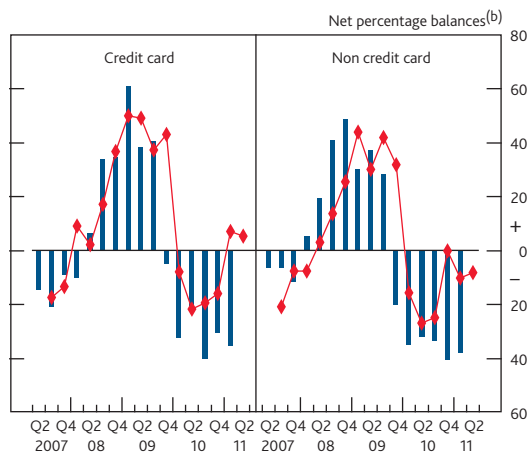 Net percentage balances(b)
Credit card
Non credit card
80
60
40
20
+
0
–
20
40
60
Q2 Q4 Q2 Q4 Q2 Q4 Q2 Q4 Q2
2007 08 09 10 11
Q2 Q4 Q2 Q4 Q2 Q4 Q2 Q4 Q2
2007 08 09 10 11